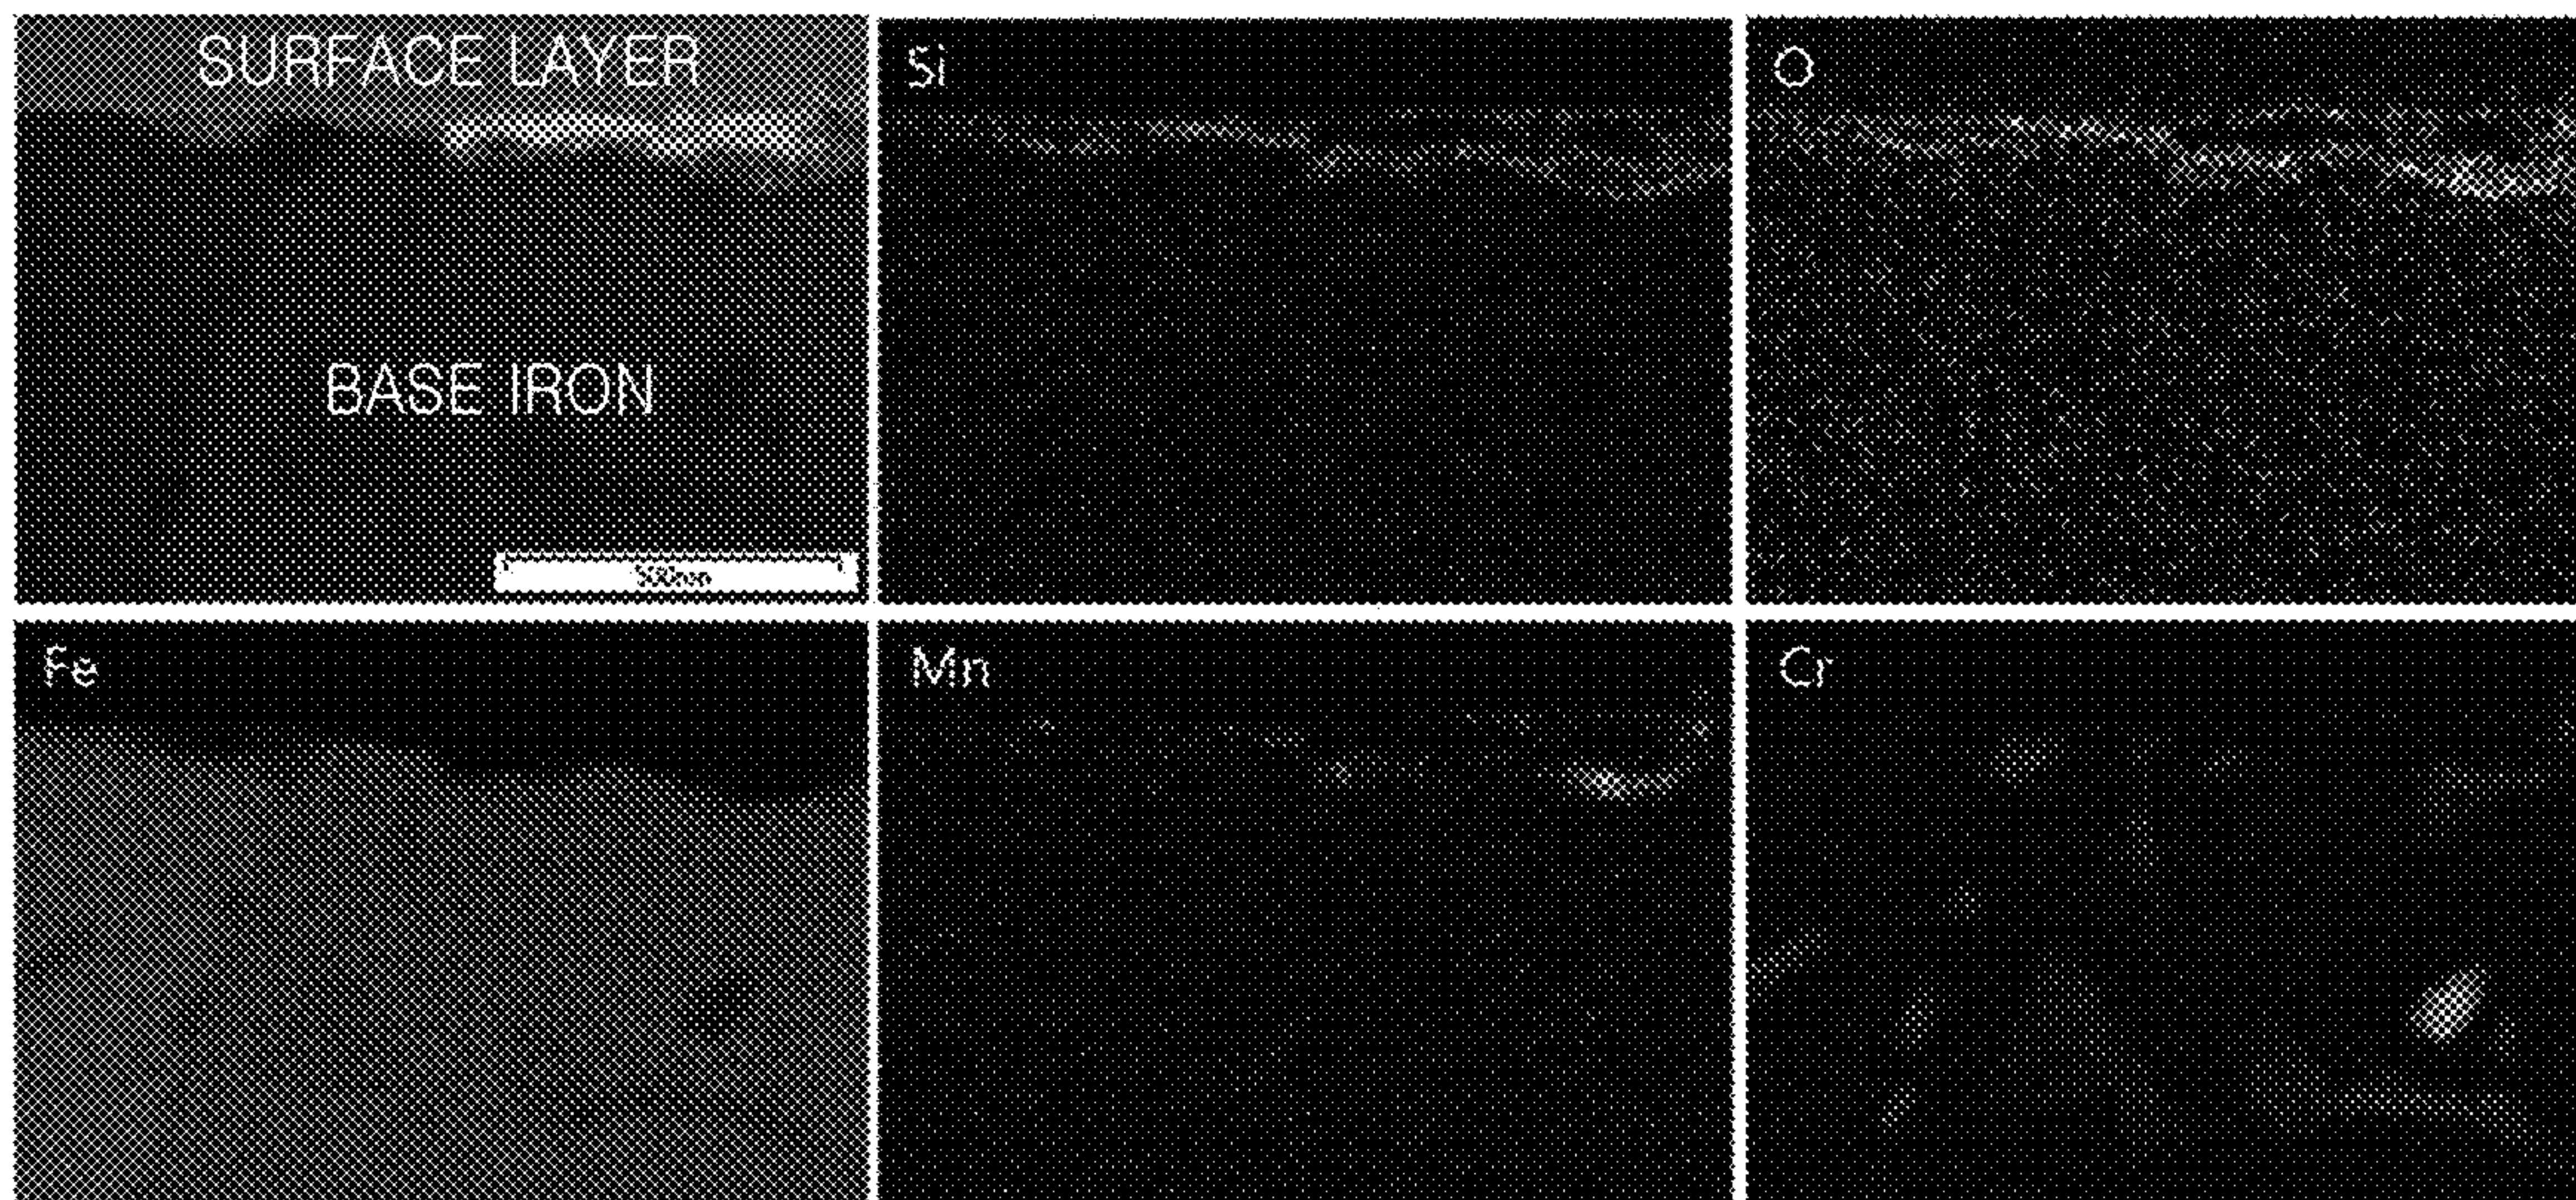 SURFACE LAYER
BASE IRON
Si
O
Fe
Mn
Cr